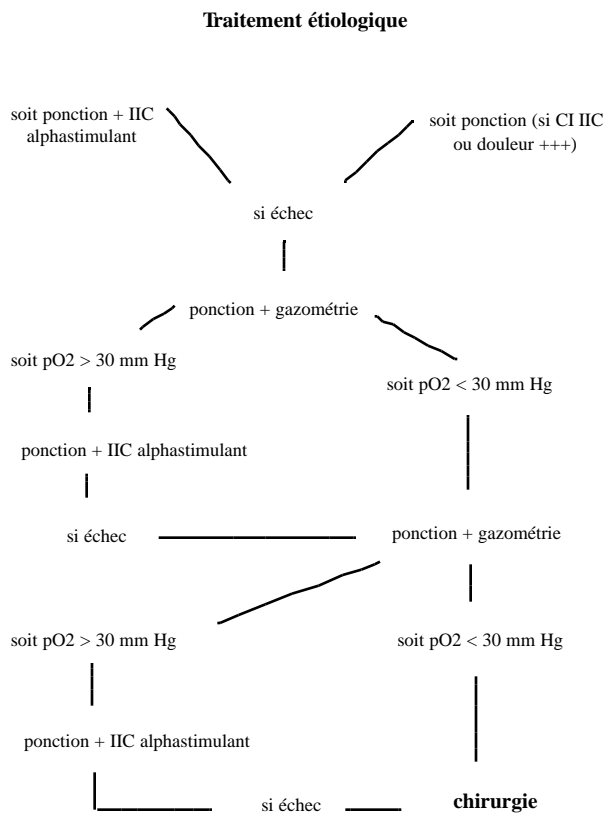 Traitement étiologique
soit ponction + IIC
alphastimulant
soit ponction (si CI IIC
ou douleur +++)
si échec
ponction + gazométrie
soit pO2 > 30 mm Hg
soit pO2 < 30 mm Hg
ponction + IIC alphastimulant
si échec
ponction + gazométrie
soit pO2 > 30 mm Hg
soit pO2 < 30 mm Hg
ponction + IIC alphastimulant
si échec
chirurgie